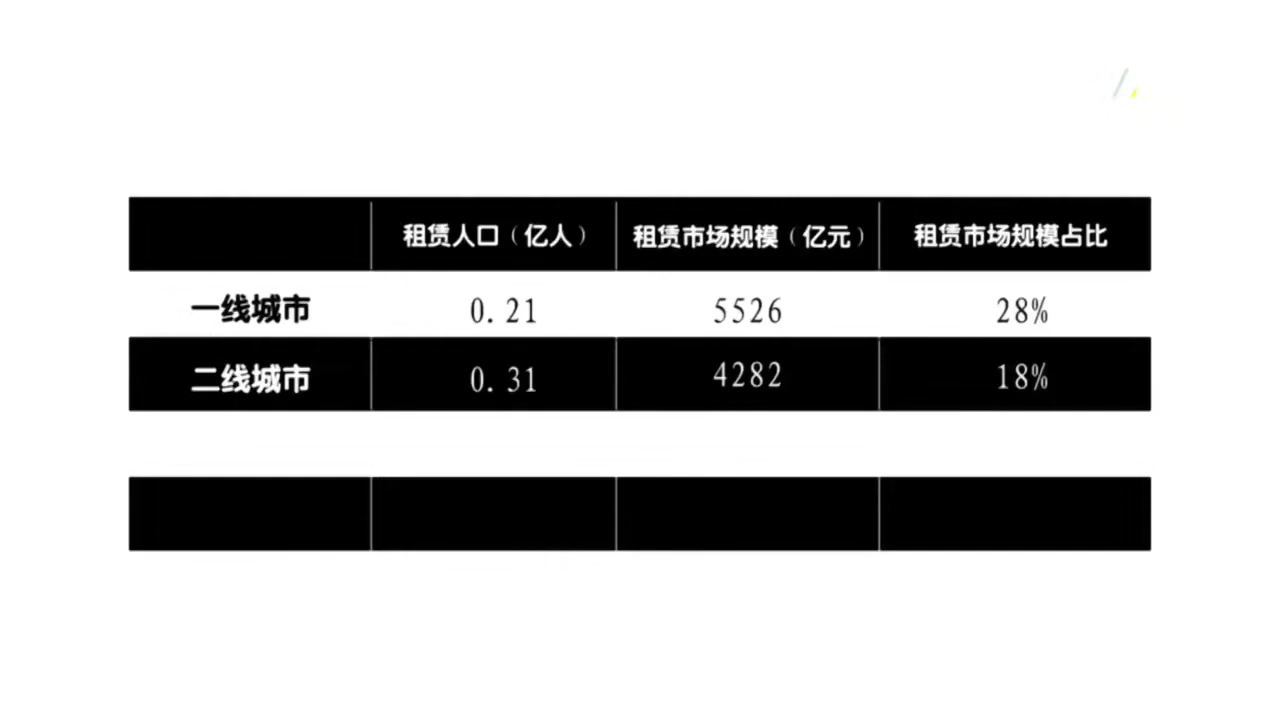 租赁人口（亿人） 租赁市场规模（亿元） 租赁市场规模占比
一线城市 0.21 5526 28%
二线城市 0.31 4282 18%